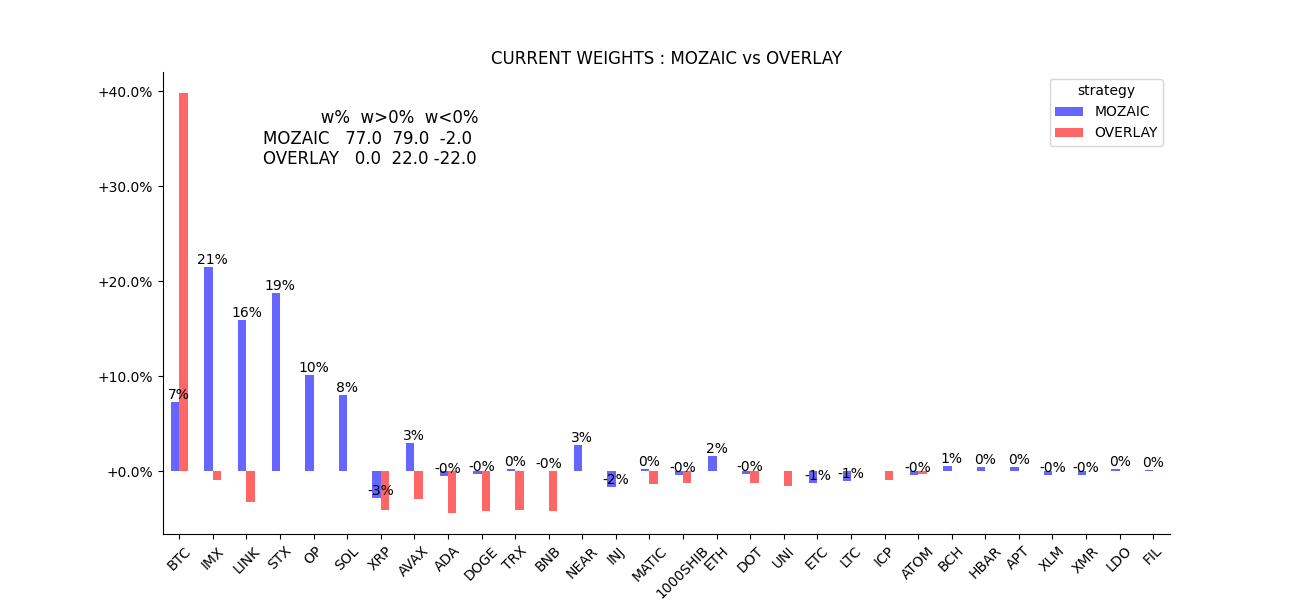 CURRENT WEIGHTS : MOZAIC vs OVERLAY
+40.0%
+30.0%
+20.0%
+10.0%
+0.0%
w% w>0% w<0%
MOZAIC 77.0 79.0 -2.0
OVERLAY 0.0 22.0 -22.0
strategy
MOZAIC
OVERLAY
7%
21%
16%
19%
10%
8%
-3%
3%
-0%
-0%
0%
-0%
3%
-2%
0%
-0%
2%
-0%
-1%
-1%
-0%
1%
0%
0%
-0%
-0%
0%
0%
BTC
IMX
LINK
STX
OP
SOL
XRP
AVAX
ADA
DOGE
TRX
BNB
NEAR
INJ
MATIC
1000SHIB
ETH
DOT
UNI
ETC
LTC
ICP
ATOM
BCH
HBAR
APT
XLM
XMR
LDO
FIL